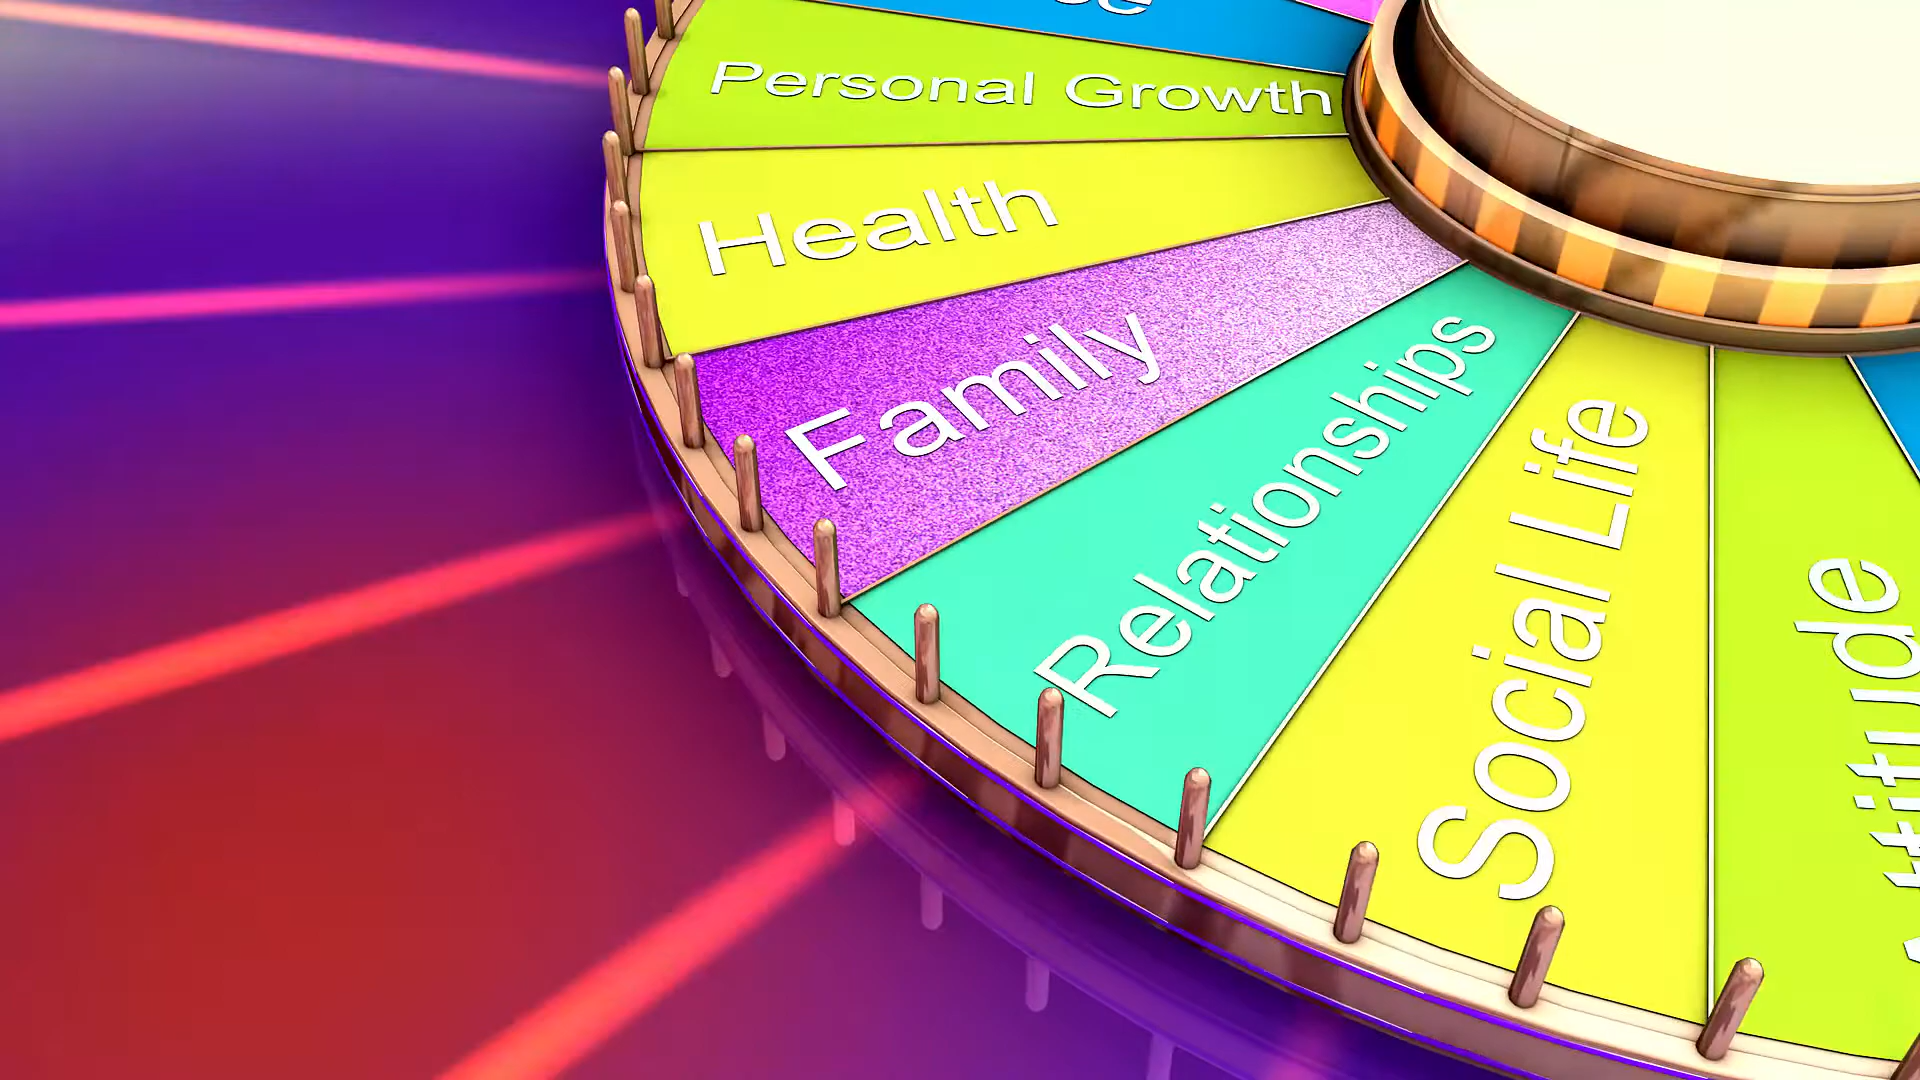 Personal Growth
Health
Family
Relationships
Social Life